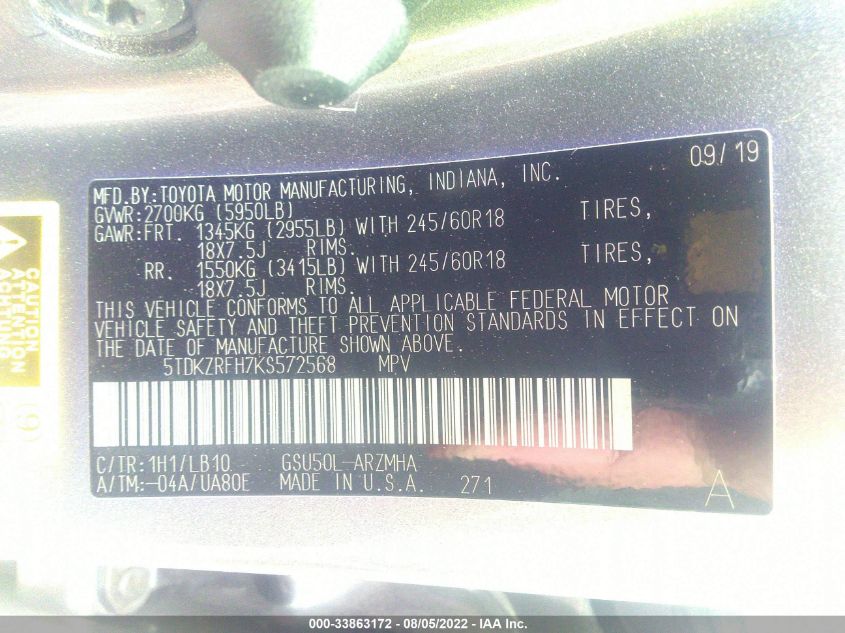 09/19
MFD.BY:TOYOTA MOTOR MANUFACTURING, INDIANA, INC.
GVWR:2700KG (5950LB)
GAWR:FRT. 1345KG (2955LB) WITH 245/60R18 TIRES,
18X7.5J RIMS.
RR. 1550KG (3415LB) WITH 245/60R18 TIRES,
18X7.5J RIMS.
THIS VEHICLE CONFORMS TO ALL APPLICABLE FEDERAL MOTOR
VEHICLE SAFETY AND THEFT PREVENTION STANDARDS IN EFFECT ON
THE DATE OF MANUFACTURE SHOWN ABOVE.
5TDKZRFH7KS572568 MPV
C/TR:1H1/LB10 GSU50L-ARZMHA
A/TM:-04A/UA80E MADE IN U.S.A. 271 A
CAUTION
ATTENTION
ACHTUNG
000-33863172 - 08/05/2022 - IAA Inc.